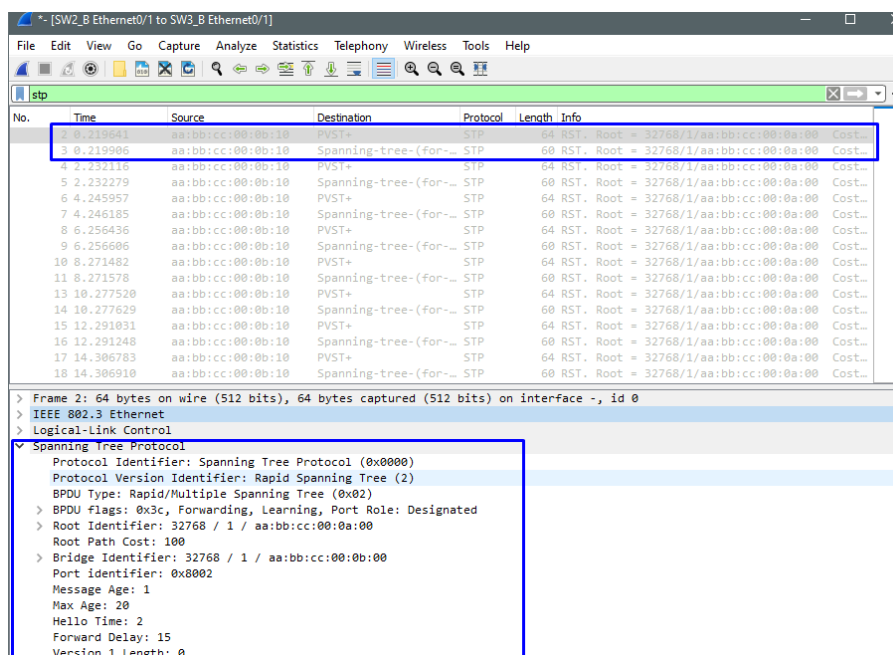 *- [SW2_B Ethernet0/1 to SW3_B Ethernet0/1]
File Edit View Go Capture Analyze Statistics Telephony Wireless Tools Help
stp
No. Time Source Destination Protocol Length Info
2 0.219641 aa:bb:cc:00:0b:10 PVST+ STP 64 RST. Root = 32768/1/aa:bb:cc:00:0a:00 Cost…
3 0.219906 aa:bb:cc:00:0b:10 Spanning-tree-(for-… STP 60 RST. Root = 32768/1/aa:bb:cc:00:0a:00 Cost…
4 2.232116 aa:bb:cc:00:0b:10 PVST+ STP 64 RST. Root = 32768/1/aa:bb:cc:00:0a:00 Cost…
5 2.232279 aa:bb:cc:00:0b:10 Spanning-tree-(for-… STP 60 RST. Root = 32768/1/aa:bb:cc:00:0a:00 Cost…
6 4.245957 aa:bb:cc:00:0b:10 PVST+ STP 64 RST. Root = 32768/1/aa:bb:cc:00:0a:00 Cost…
7 4.246185 aa:bb:cc:00:0b:10 Spanning-tree-(for-… STP 60 RST. Root = 32768/1/aa:bb:cc:00:0a:00 Cost…
8 6.256436 aa:bb:cc:00:0b:10 PVST+ STP 64 RST. Root = 32768/1/aa:bb:cc:00:0a:00 Cost…
9 6.256606 aa:bb:cc:00:0b:10 Spanning-tree-(for-… STP 60 RST. Root = 32768/1/aa:bb:cc:00:0a:00 Cost…
10 8.271482 aa:bb:cc:00:0b:10 PVST+ STP 64 RST. Root = 32768/1/aa:bb:cc:00:0a:00 Cost…
11 8.271578 aa:bb:cc:00:0b:10 Spanning-tree-(for-… STP 60 RST. Root = 32768/1/aa:bb:cc:00:0a:00 Cost…
13 10.277520 aa:bb:cc:00:0b:10 PVST+ STP 64 RST. Root = 32768/1/aa:bb:cc:00:0a:00 Cost…
14 10.277629 aa:bb:cc:00:0b:10 Spanning-tree-(for-… STP 60 RST. Root = 32768/1/aa:bb:cc:00:0a:00 Cost…
15 12.291031 aa:bb:cc:00:0b:10 PVST+ STP 64 RST. Root = 32768/1/aa:bb:cc:00:0a:00 Cost…
16 12.291248 aa:bb:cc:00:0b:10 Spanning-tree-(for-… STP 60 RST. Root = 32768/1/aa:bb:cc:00:0a:00 Cost…
17 14.306783 aa:bb:cc:00:0b:10 PVST+ STP 64 RST. Root = 32768/1/aa:bb:cc:00:0a:00 Cost…
18 14.306910 aa:bb:cc:00:0b:10 Spanning-tree-(for-… STP 60 RST. Root = 32768/1/aa:bb:cc:00:0a:00 Cost…
> Frame 2: 64 bytes on wire (512 bits), 64 bytes captured (512 bits) on interface -, id 0
> IEEE 802.3 Ethernet
> Logical-Link Control
Spanning Tree Protocol
Protocol Identifier: Spanning Tree Protocol (0x0000)
Protocol Version Identifier: Rapid Spanning Tree (2)
BPDU Type: Rapid/Multiple Spanning Tree (0x02)
> BPDU flags: 0x3c, Forwarding, Learning, Port Role: Designated
> Root Identifier: 32768 / 1 / aa:bb:cc:00:0a:00
Root Path Cost: 100
> Bridge Identifier: 32768 / 1 / aa:bb:cc:00:0b:00
Port identifier: 0x8002
Message Age: 1
Max Age: 20
Hello Time: 2
Forward Delay: 15
Version 1 Length: 0